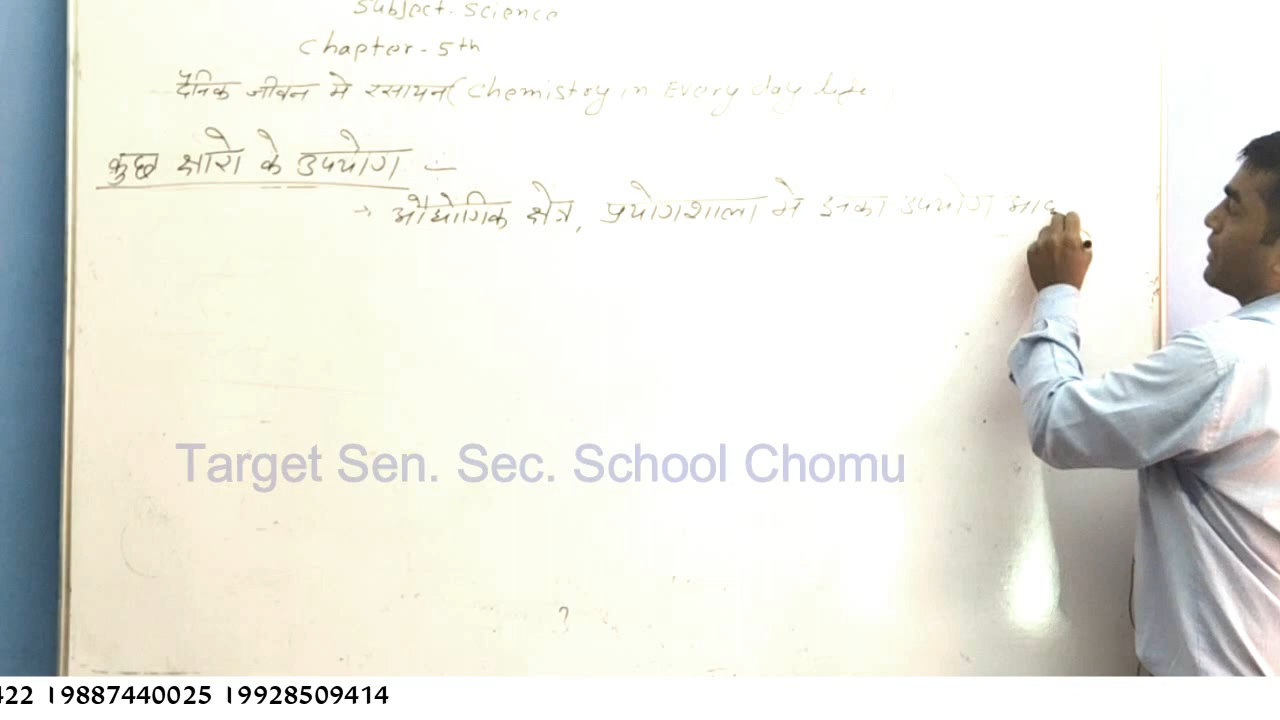 Subject. Science
Chapter - 5th
दैनिक जीवन मे रसायन( Chemistry in Every day life
कुछ क्षारो के उपयोग :-
→ औद्योगिक क्षेत्र, प्रयोगशाला मे इनका उपयोग
Target Sen. Sec. School Chomu
422 19887440025 19928509414